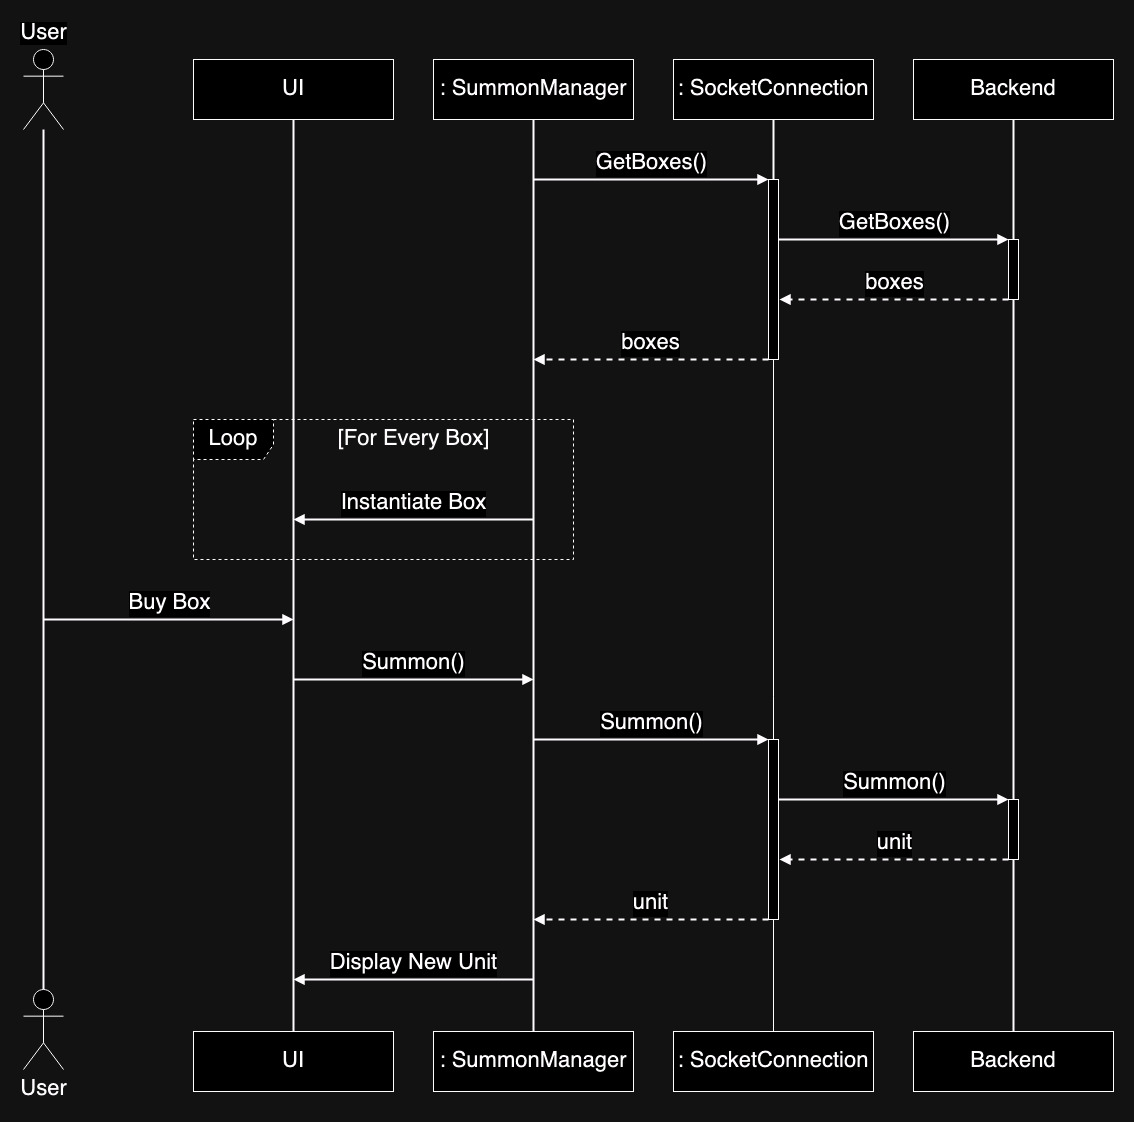 User
UI
: SummonManager
: SocketConnection
Backend
GetBoxes()
GetBoxes()
boxes
boxes
Loop
[For Every Box]
Instantiate Box
Buy Box
Summon()
Summon()
Summon()
unit
unit
Display New Unit
UI
: SummonManager
: SocketConnection
Backend
User